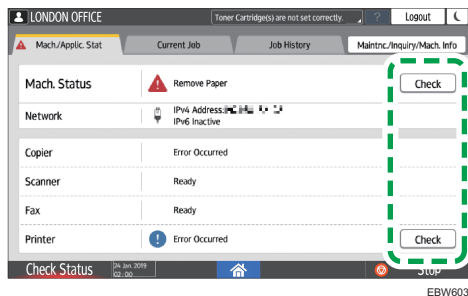 LONDON OFFICE
Toner Cartridge(s) are not set correctly.
?
Logout
Mach./Applic. Stat
Current Job
Job History
Maintnc./Inquiry/Mach. Info
Mach. Status
Remove Paper
Check
Network
IPv4 Address:
IPv6 Inactive
Copier
Error Occurred
Scanner
Ready
Fax
Ready
Printer
Error Occurred
Check
Check Status
24 Jan. 2019
02 : 00
Stop
EBW603